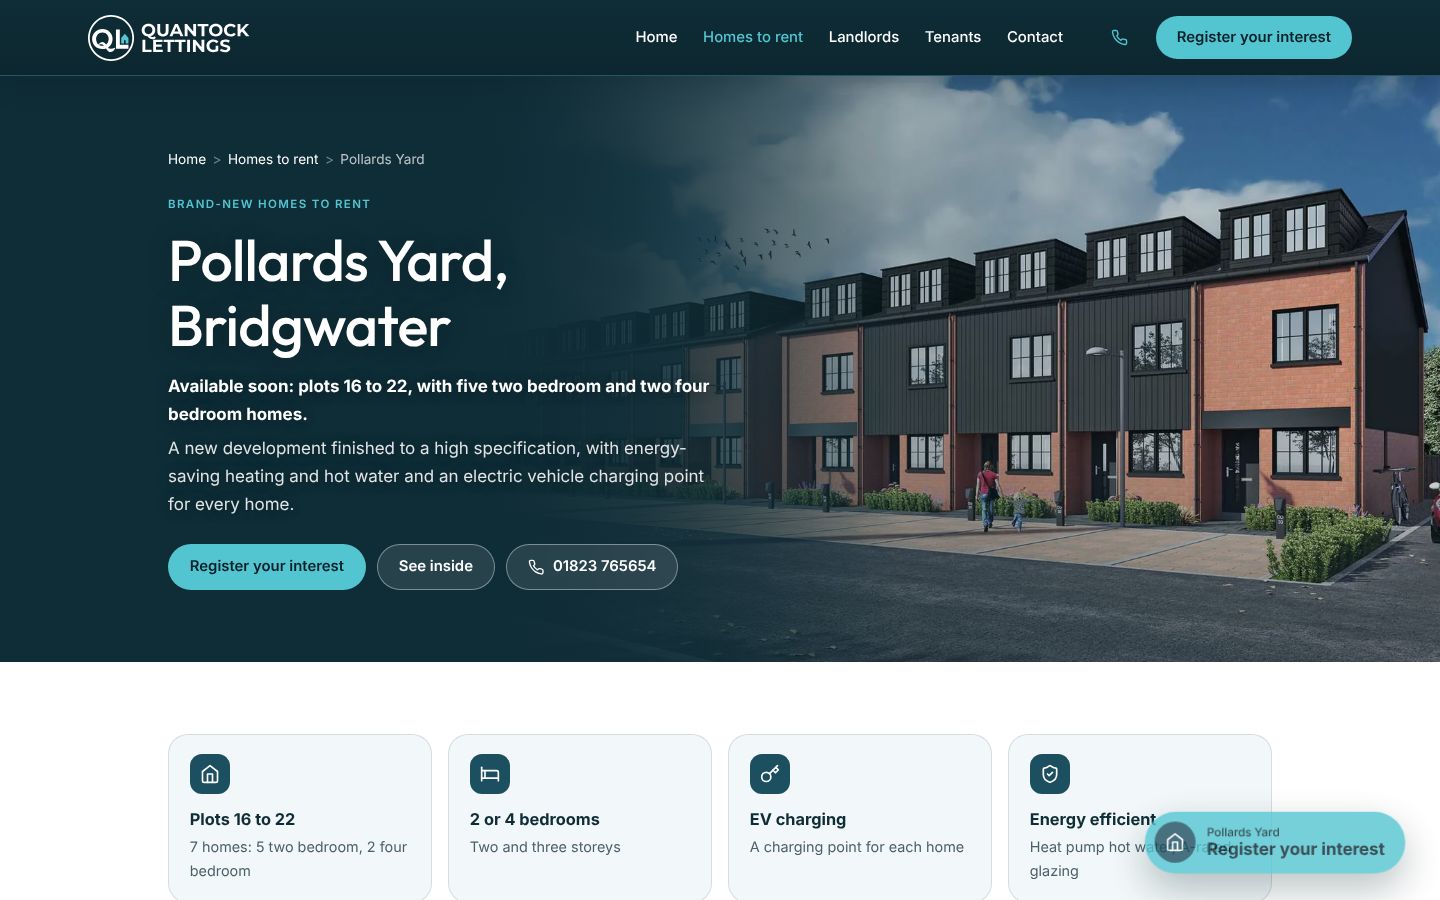 QUANTOCK
LETTINGS
Home
Homes to rent
Landlords
Tenants
Contact
Register your interest
Home > Homes to rent > Pollards Yard
BRAND-NEW HOMES TO RENT
Pollards Yard,
Bridgwater
Available soon: plots 16 to 22, with five two bedroom and two four
bedroom homes.
A new development finished to a high specification, with energy-
saving heating and hot water and an electric vehicle charging point
for every home.
Register your interest
See inside
01823 765654
Plots 16 to 22
7 homes: 5 two bedroom, 2 four
bedroom
2 or 4 bedrooms
Two and three storeys
EV charging
A charging point for each home
Energy efficient
Heat pump hot water, A-rated
glazing
Pollards Yard
Register your interest